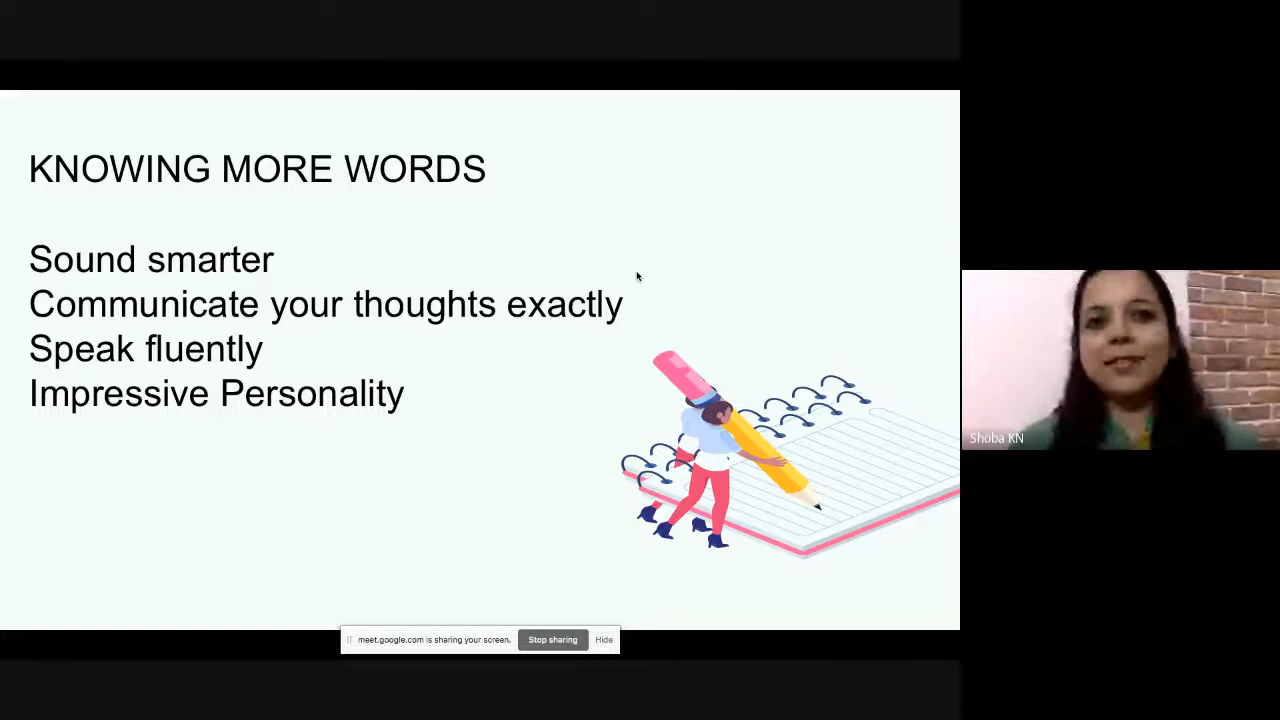 KNOWING MORE WORDS
Sound smarter
Communicate your thoughts exactly
Speak fluently
Impressive Personality
Shoba KN
meet.google.com is sharing your screen.
Stop sharing
Hide